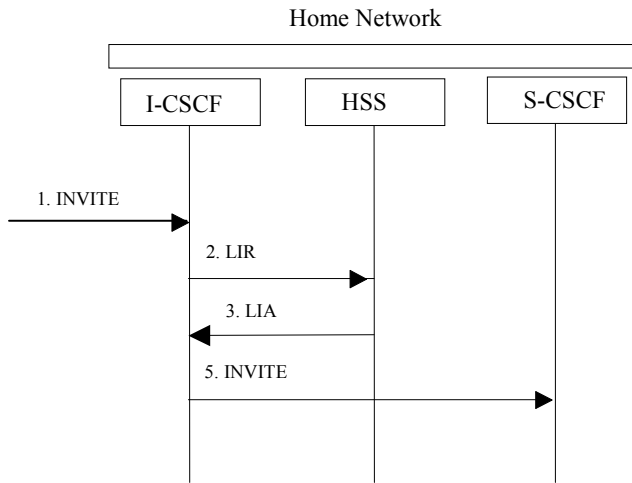 Home Network
I-CSCF
HSS
S-CSCF
1. INVITE
2. LIR
3. LIA
5. INVITE